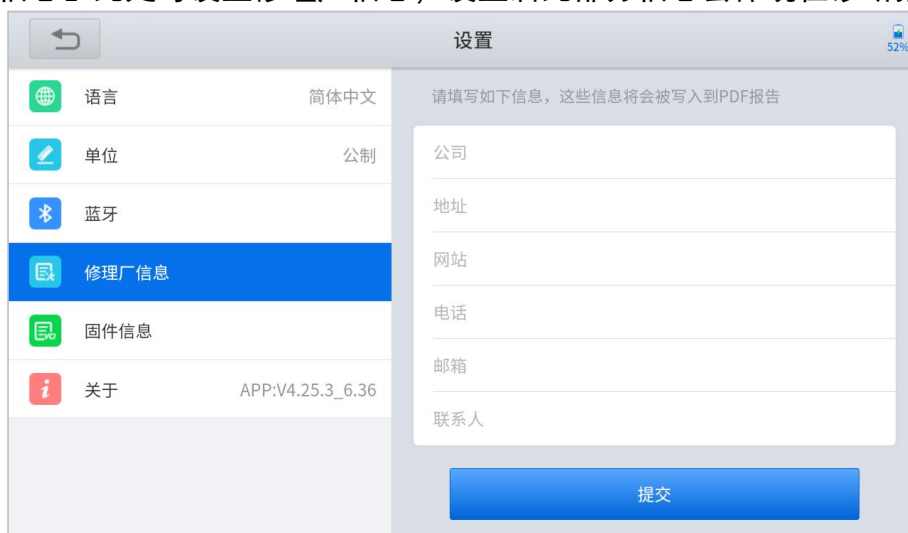 设置
52%
语言 简体中文
单位 公制
蓝牙
修理厂信息
固件信息
关于 APP:V4.25.3_6.36
请填写如下信息，这些信息将会被写入到PDF报告
公司
地址
网站
电话
邮箱
联系人
提交